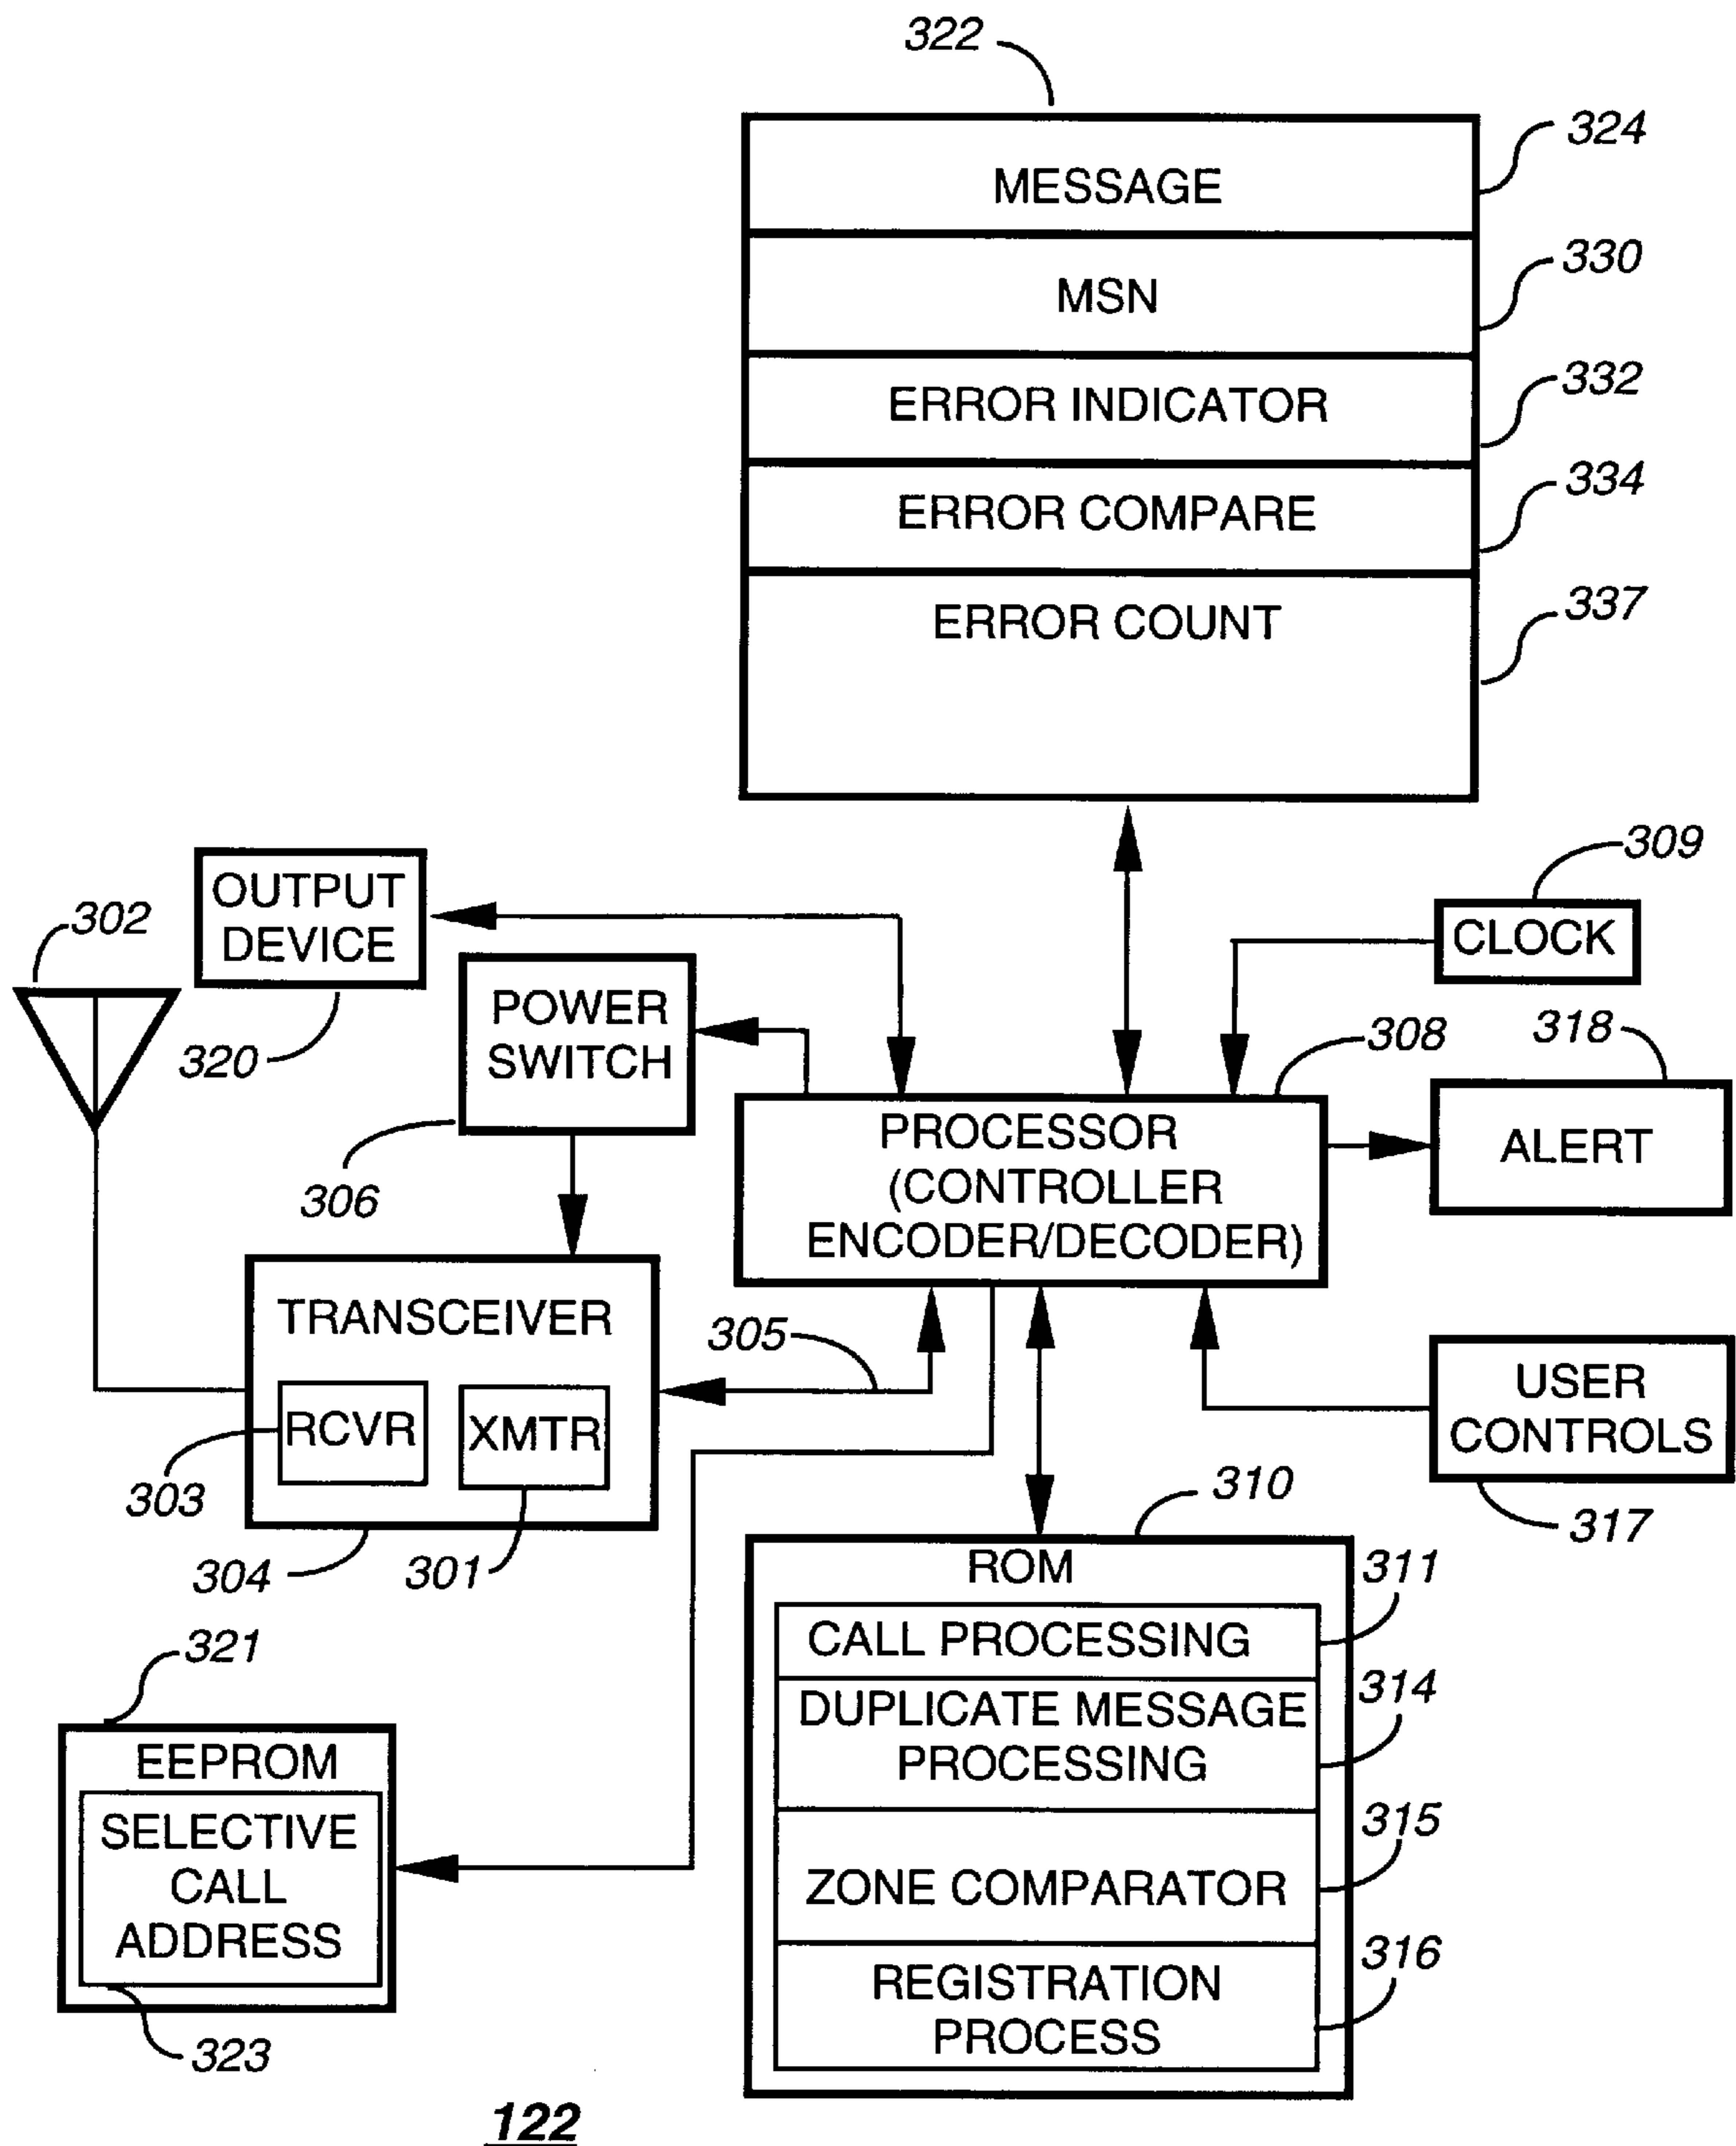 322
324
MESSAGE
330
MSN
332
ERROR INDICATOR
334
ERROR COMPARE
337
ERROR COUNT
309
CLOCK
OUTPUT
DEVICE
302
320
POWER
SWITCH
306
308
318
PROCESSOR
(CONTROLLER
ENCODER/DECODER)
ALERT
TRANSCEIVER
305
RCVR
XMTR
303
304
301
USER
CONTROLS
317
310
ROM
311
CALL PROCESSING
314
DUPLICATE MESSAGE
PROCESSING
315
ZONE COMPARATOR
316
REGISTRATION
PROCESS
321
EEPROM
SELECTIVE
CALL
ADDRESS
323
122